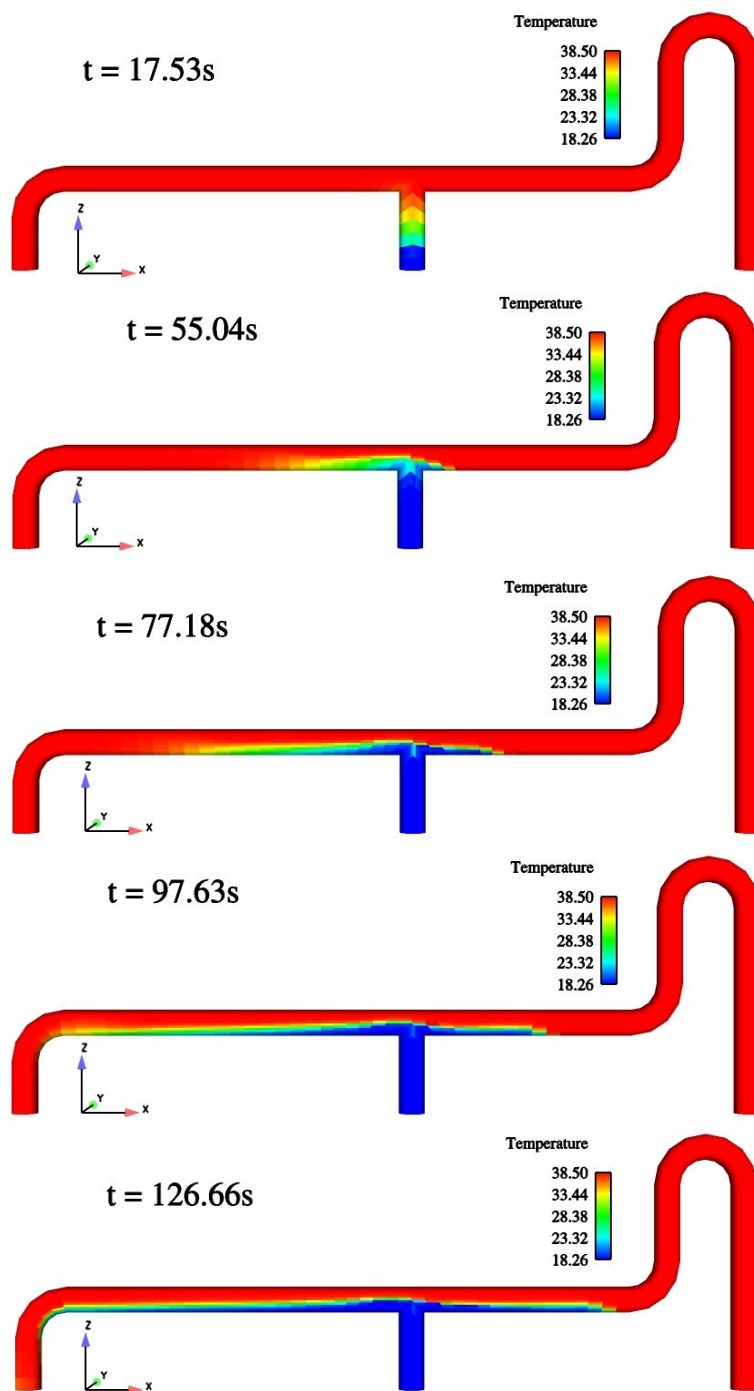 Temperature
t = 17.53s
38.50
33.44
28.38
23.32
18.26
Z
Y
X
Temperature
t = 55.04s
38.50
33.44
28.38
23.32
18.26
Z
Y
X
Temperature
t = 77.18s
38.50
33.44
28.38
23.32
18.26
Z
Y
X
Temperature
t = 97.63s
38.50
33.44
28.38
23.32
18.26
Z
Y
X
Temperature
t = 126.66s
38.50
33.44
28.38
23.32
18.26
Z
Y
X